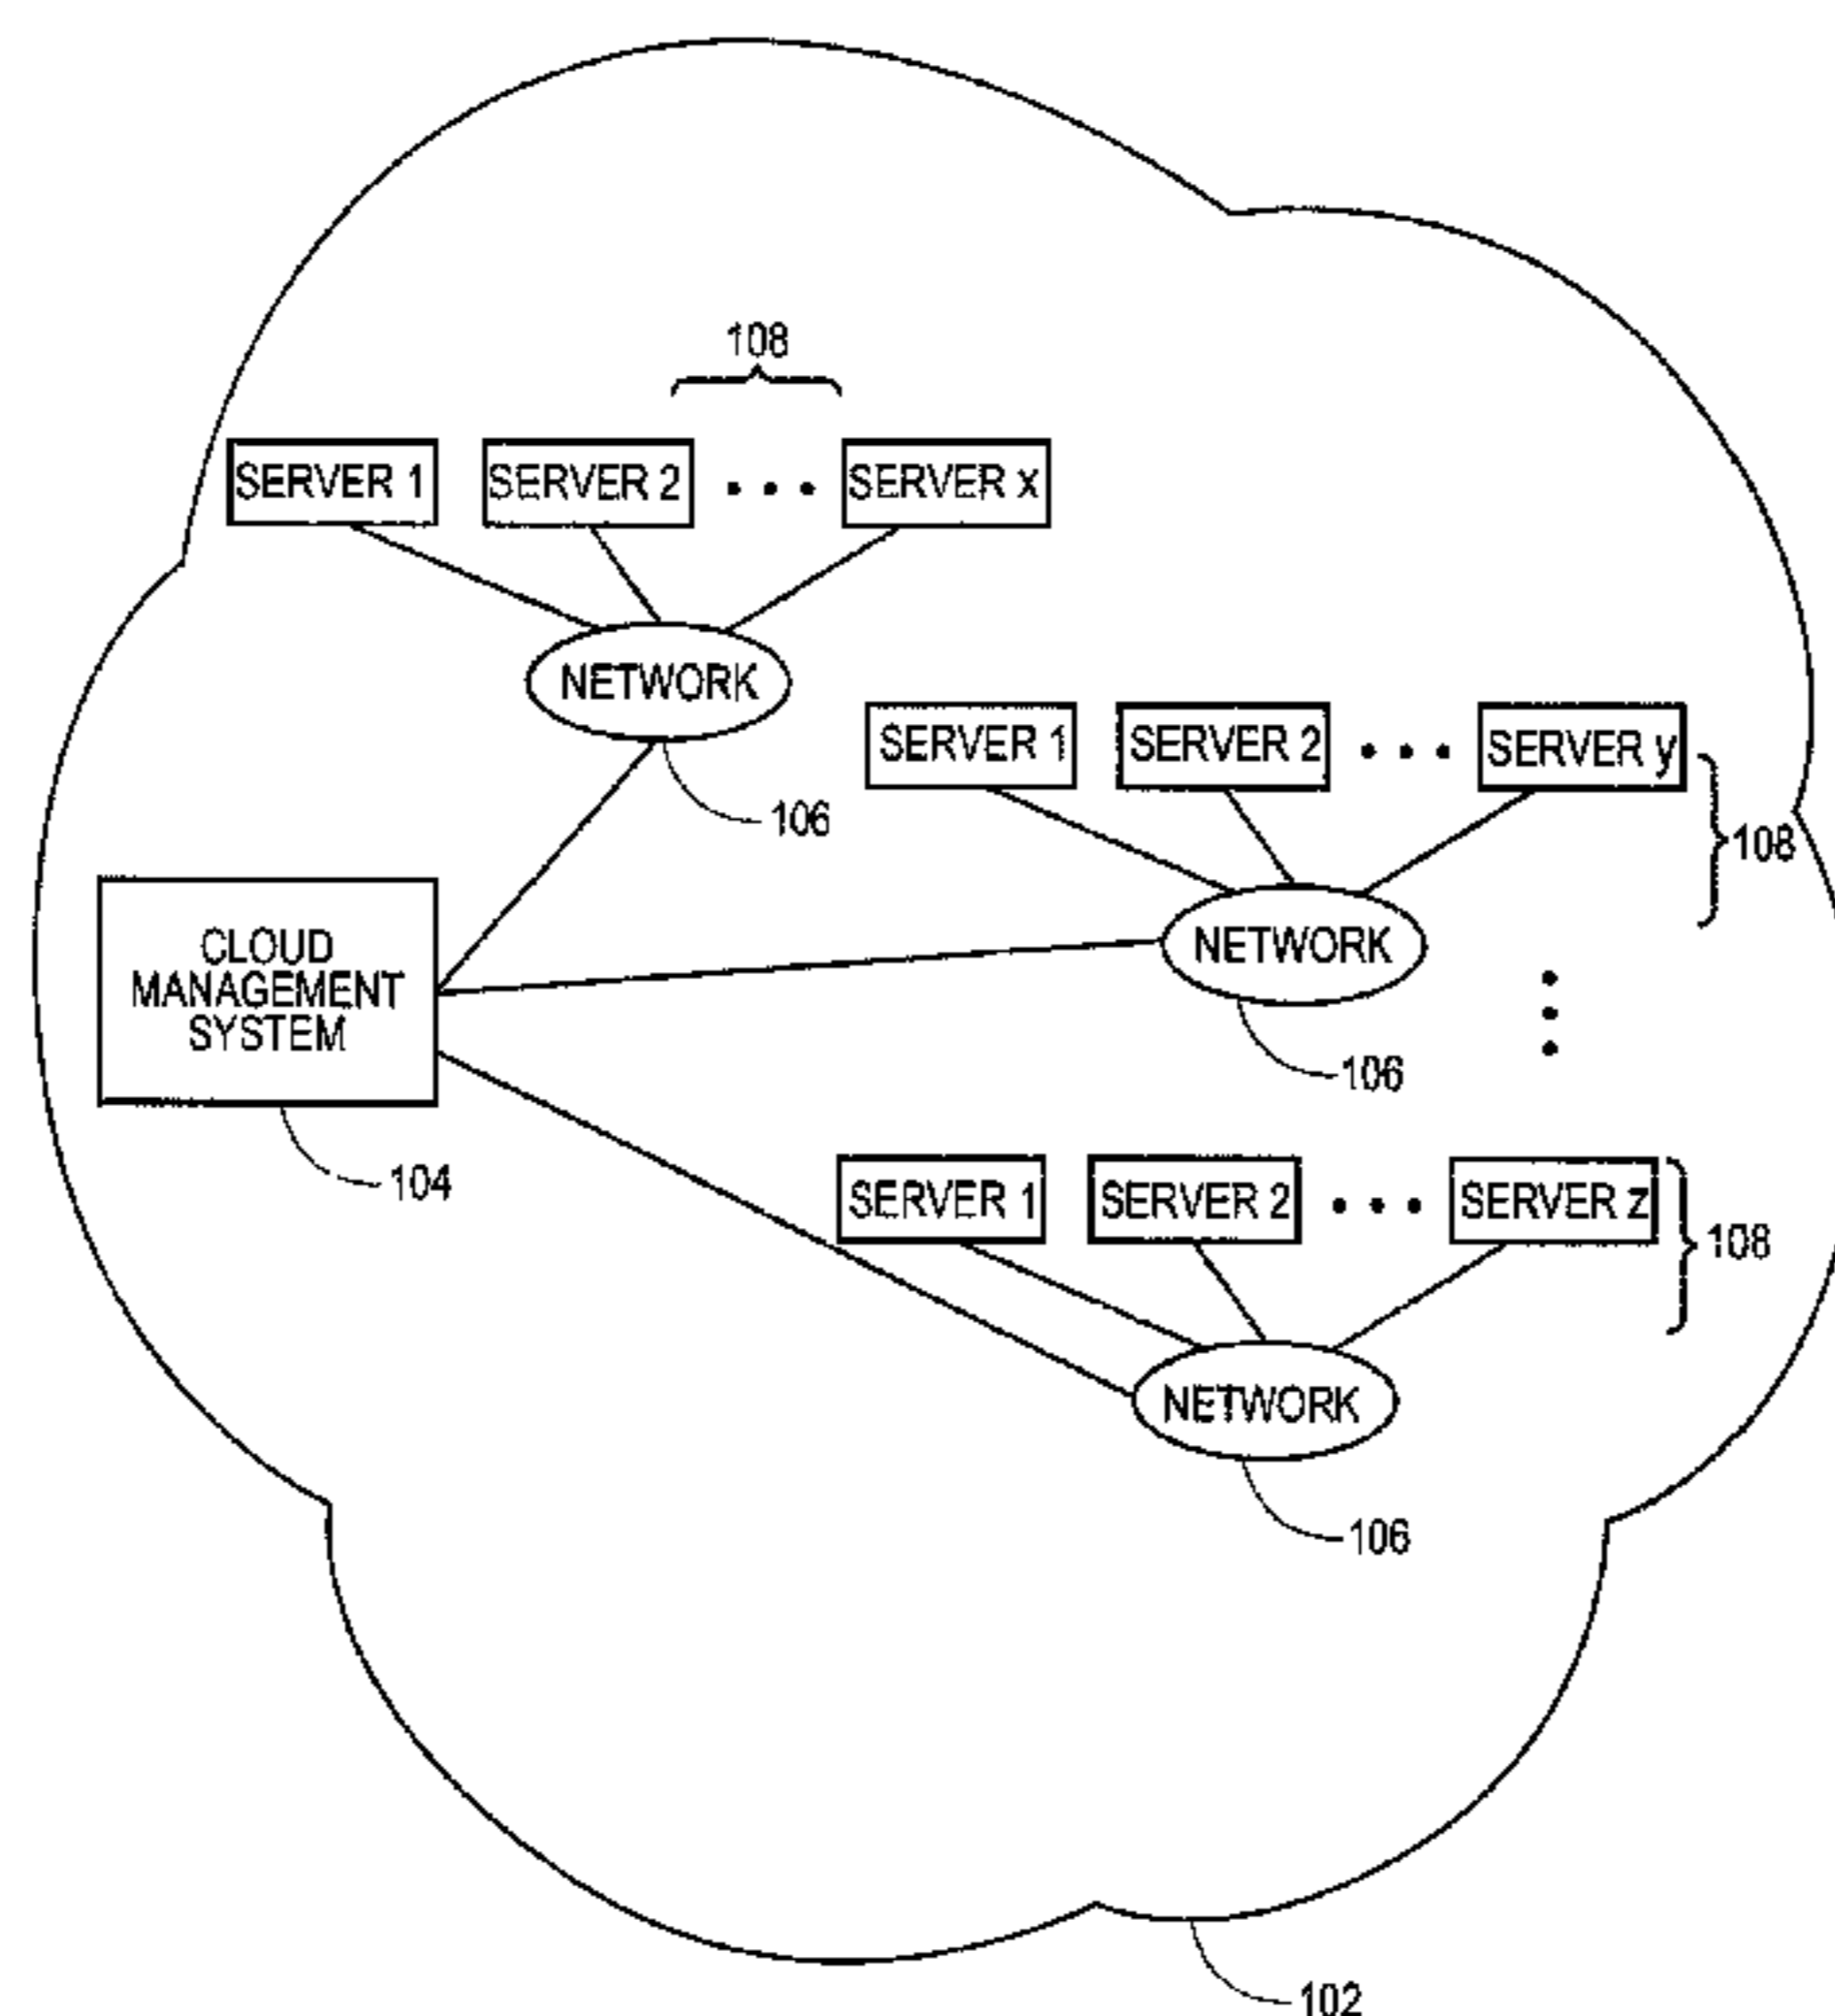 108
SERVER 1
SERVER 2
SERVER x
NETWORK
106
SERVER 1
SERVER 2
SERVER y
108
NETWORK
106
CLOUD
MANAGEMENT
SYSTEM
104
SERVER 1
SERVER 2
SERVER z
108
NETWORK
106
102